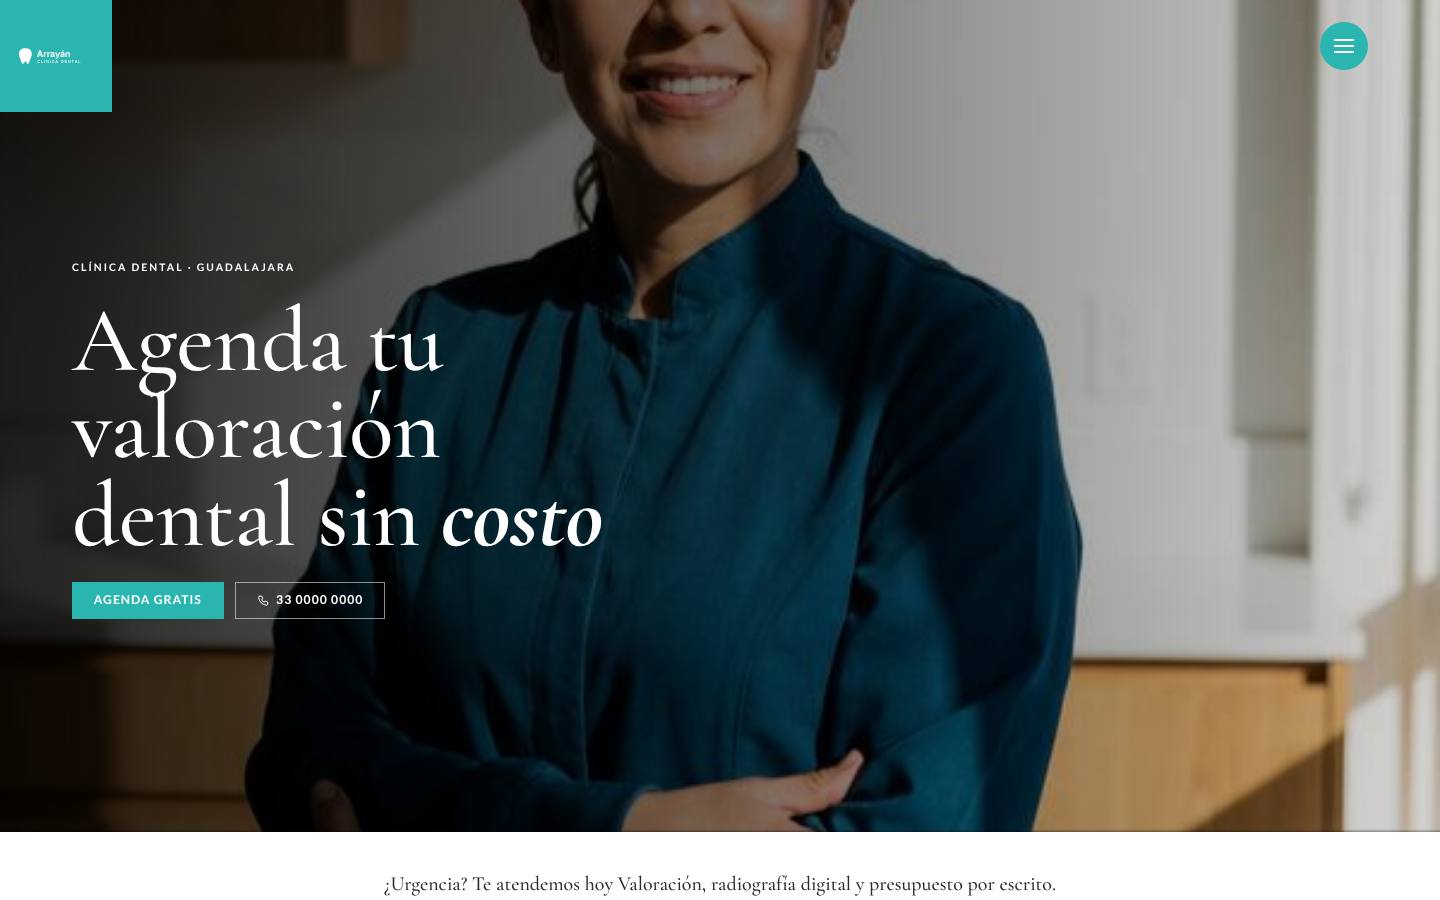 Arrayán
CLÍNICA DENTAL
CLÍNICA DENTAL · GUADALAJARA
Agenda tu
valoración
dental sin costo
AGENDA GRATIS
33 0000 0000
¿Urgencia? Te atendemos hoy Valoración, radiografía digital y presupuesto por escrito.